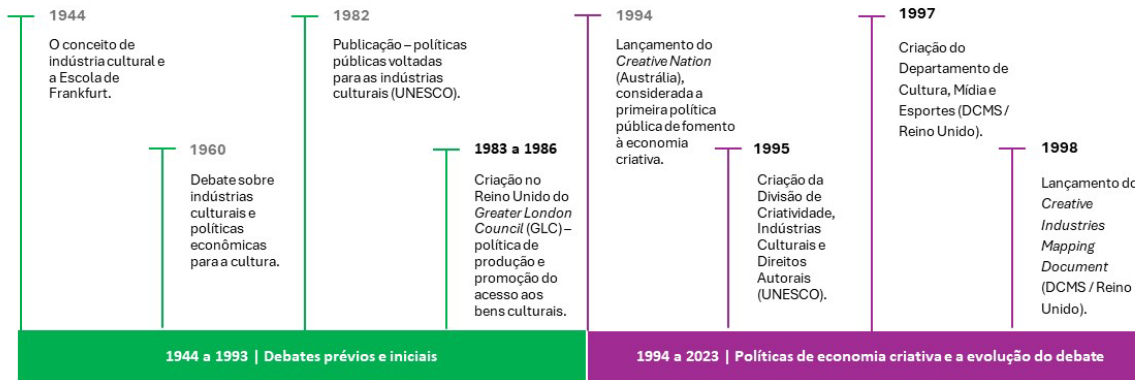 1944
O conceito de
indústria cultural e
a Escola de
Frankfurt.
1960
Debate sobre
indústrias
culturais e
políticas
econômicas
para a cultura.
1982
Publicação – políticas
públicas voltadas
para as indústrias
culturais (UNESCO).
1983 a 1986
Criação no
Reino Unido do
Greater London
Council (GLC) –
política de
produção e
promoção do
acesso aos
bens culturais.
1994
Lançamento do
Creative Nation
(Austrália),
considerada a
primeira política
pública de fomento
à economia
criativa.
1995
Criação da
Divisão de
Criatividade,
Indústrias
Culturais e
Direitos
Autorais
(UNESCO).
1997
Criação do
Departamento de
Cultura, Mídia e
Esportes (DCMS /
Reino Unido).
1998
Lançamento do
Creative
Industries
Mapping
Document
(DCMS / Reino
Unido).
1944 a 1993 | Debates prévios e iniciais
1994 a 2023 | Políticas de economia criativa e a evolução do debate